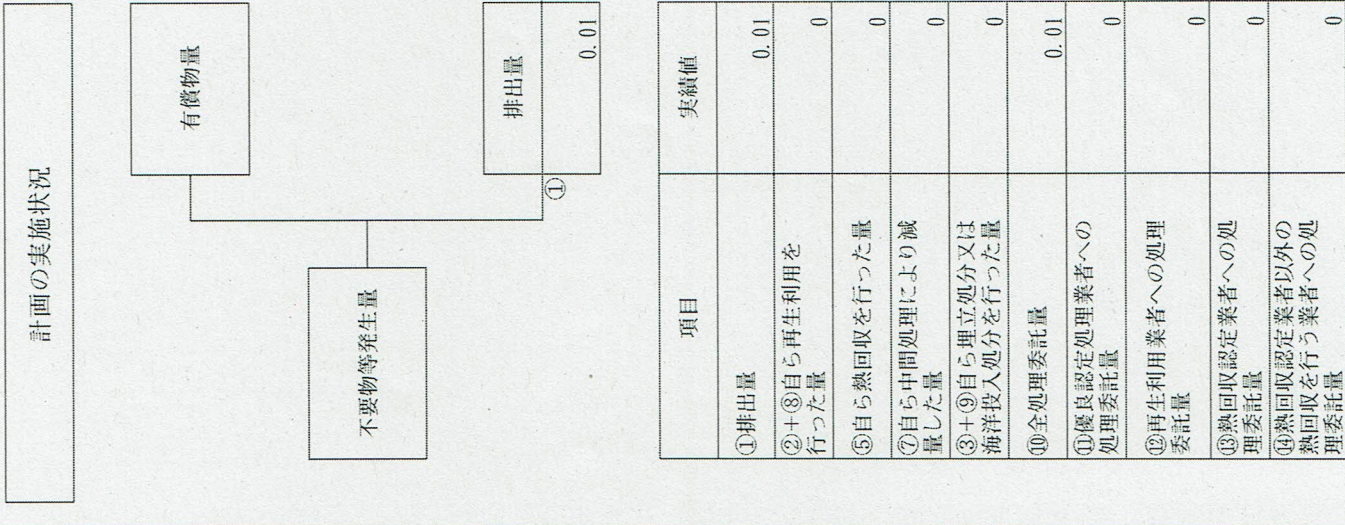 計画の実施状況
有償物量
不要物等発生量
排出量
①
0.01
項目
実績値
①排出量
0.01
②+⑧自ら再生利用を
行った量
0
⑤自ら熱回収を行った量
0
⑦自ら中間処理により減
量した量
0
③+⑨自ら埋立処分又は
海洋投入処分を行った量
0
⑩全処理委託量
0.01
⑪優良認定処理業者への
処理委託量
0
⑫再生利用業者への処理
委託量
0
⑬熱回収認定業者への処
理委託量
0
⑭熱回収認定業者以外の
熱回収を行う業者への処
理委託量
0